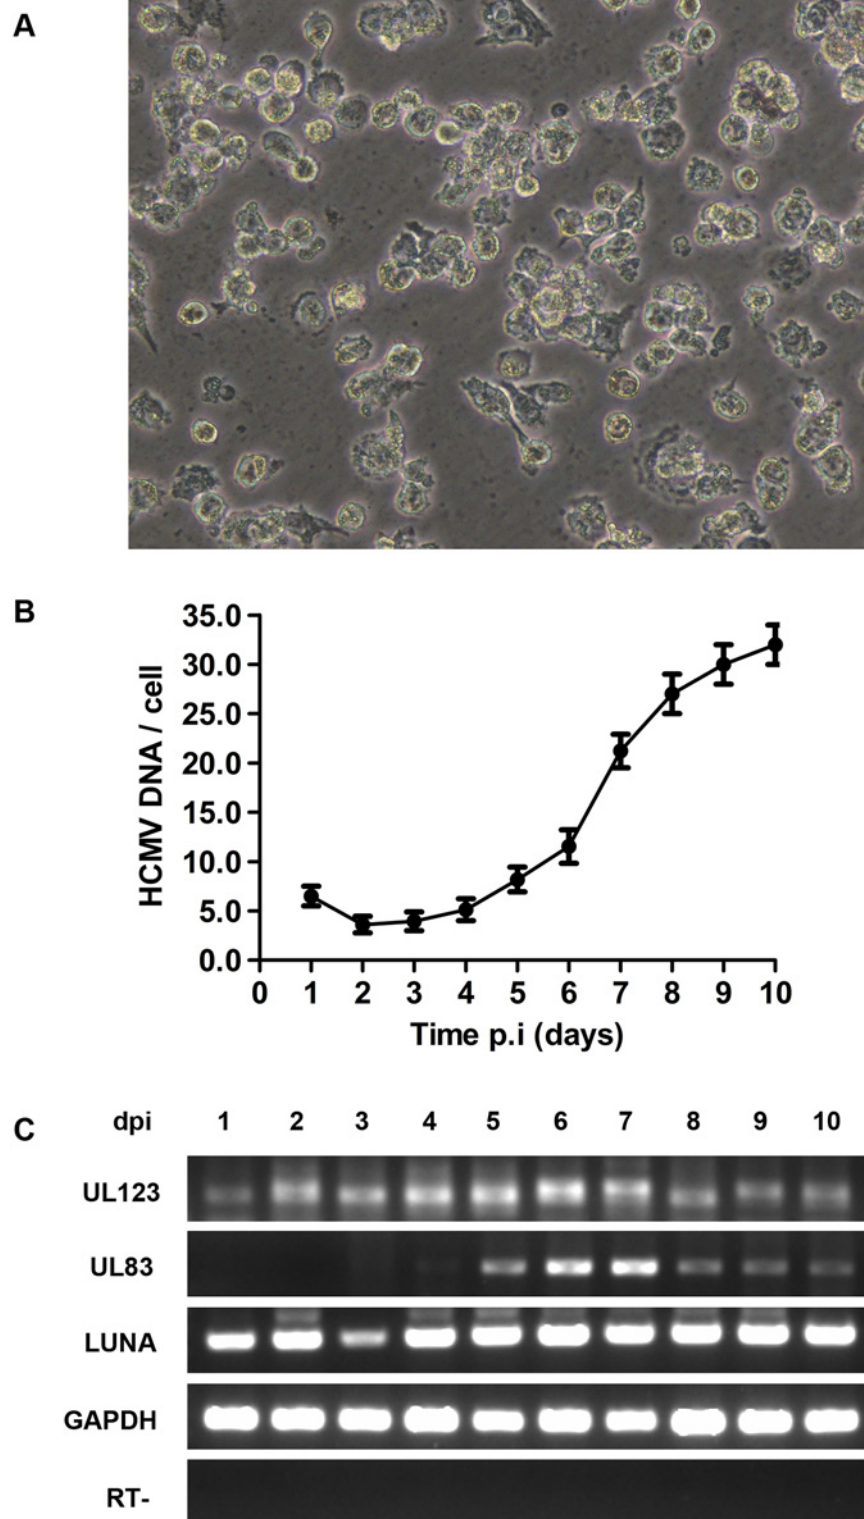 A
B
HCMV DNA / cell
35.0
30.0
25.0
20.0
15.0
10.0
5.0
0.0
0 1 2 3 4 5 6 7 8 9 10
Time p.i (days)
C
dpi 1 2 3 4 5 6 7 8 9 10
UL123
UL83
LUNA
GAPDH
RT-